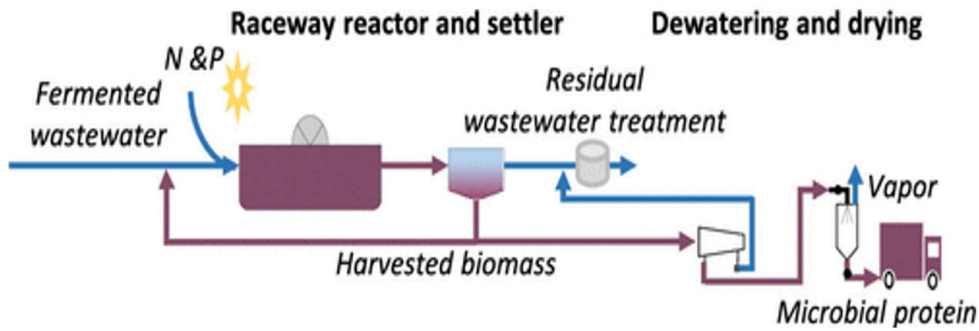 Raceway reactor and settler
Dewatering and drying
N &P
Fermented
wastewater
Residual
wastewater treatment
Vapor
Harvested biomass
Microbial protein